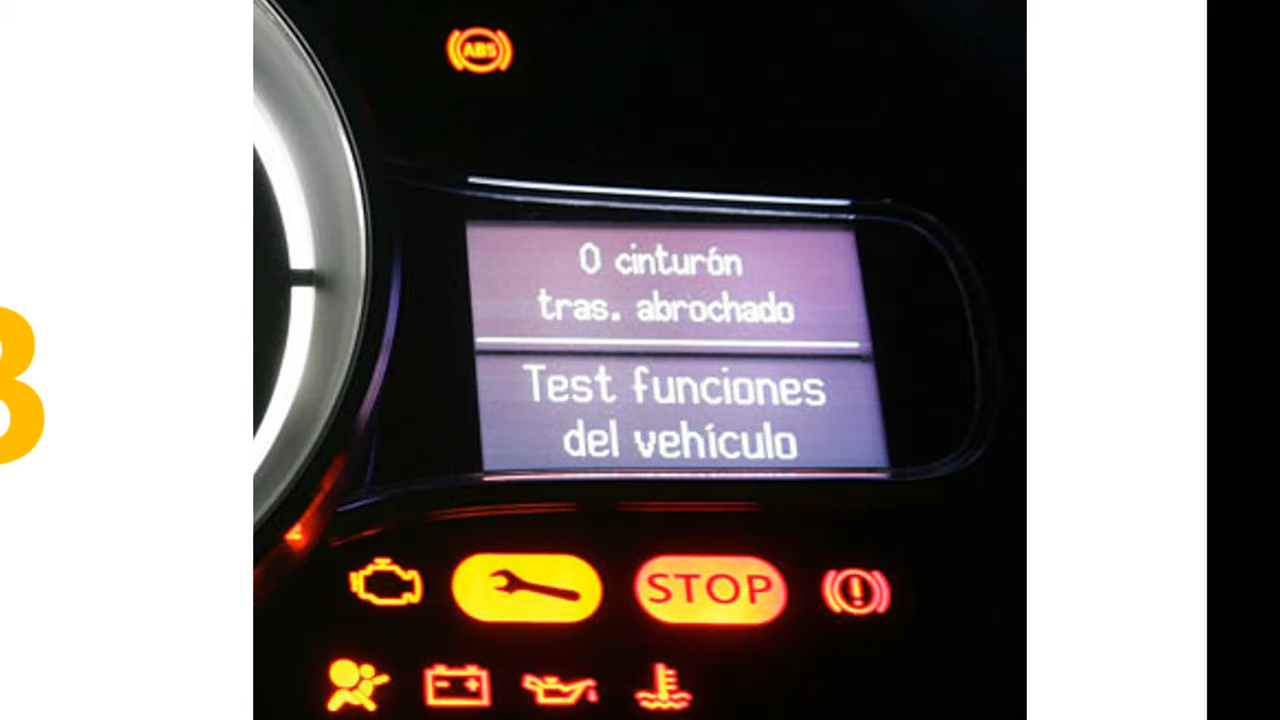 ABS
0 cinturón
tras. abrochado
Test funciones
del vehículo
STOP